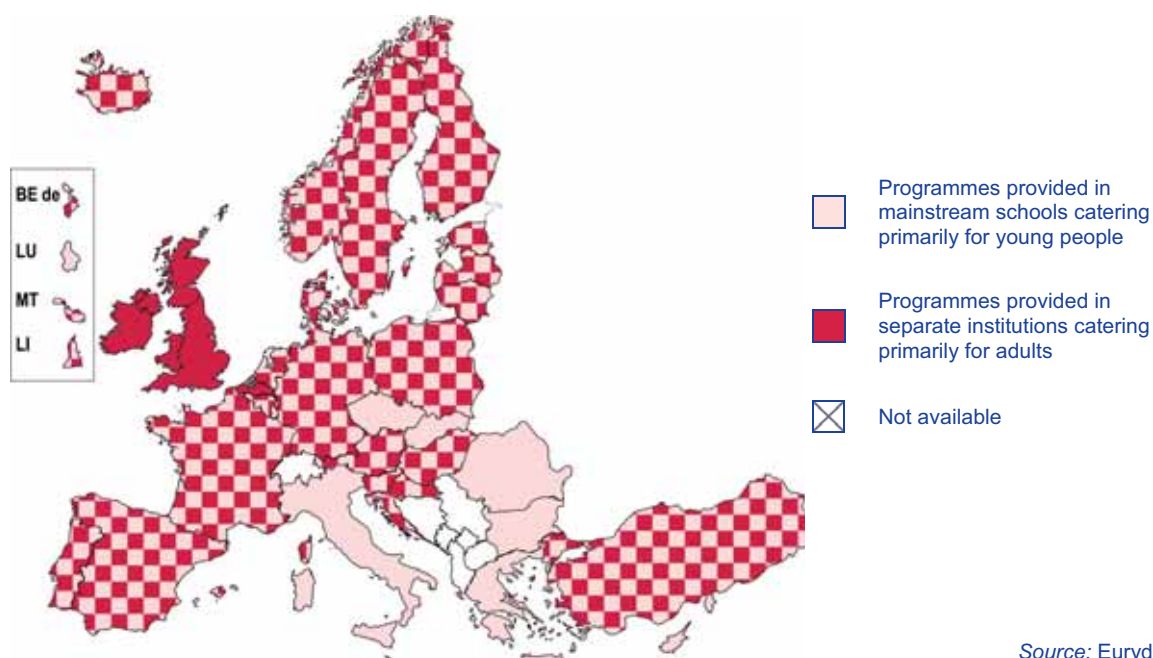 BE de
LU
MT
LI
Programmes provided in
mainstream schools catering
primarily for young people
Programmes provided in
separate institutions catering
primarily for adults
Not available
Source: Euryd